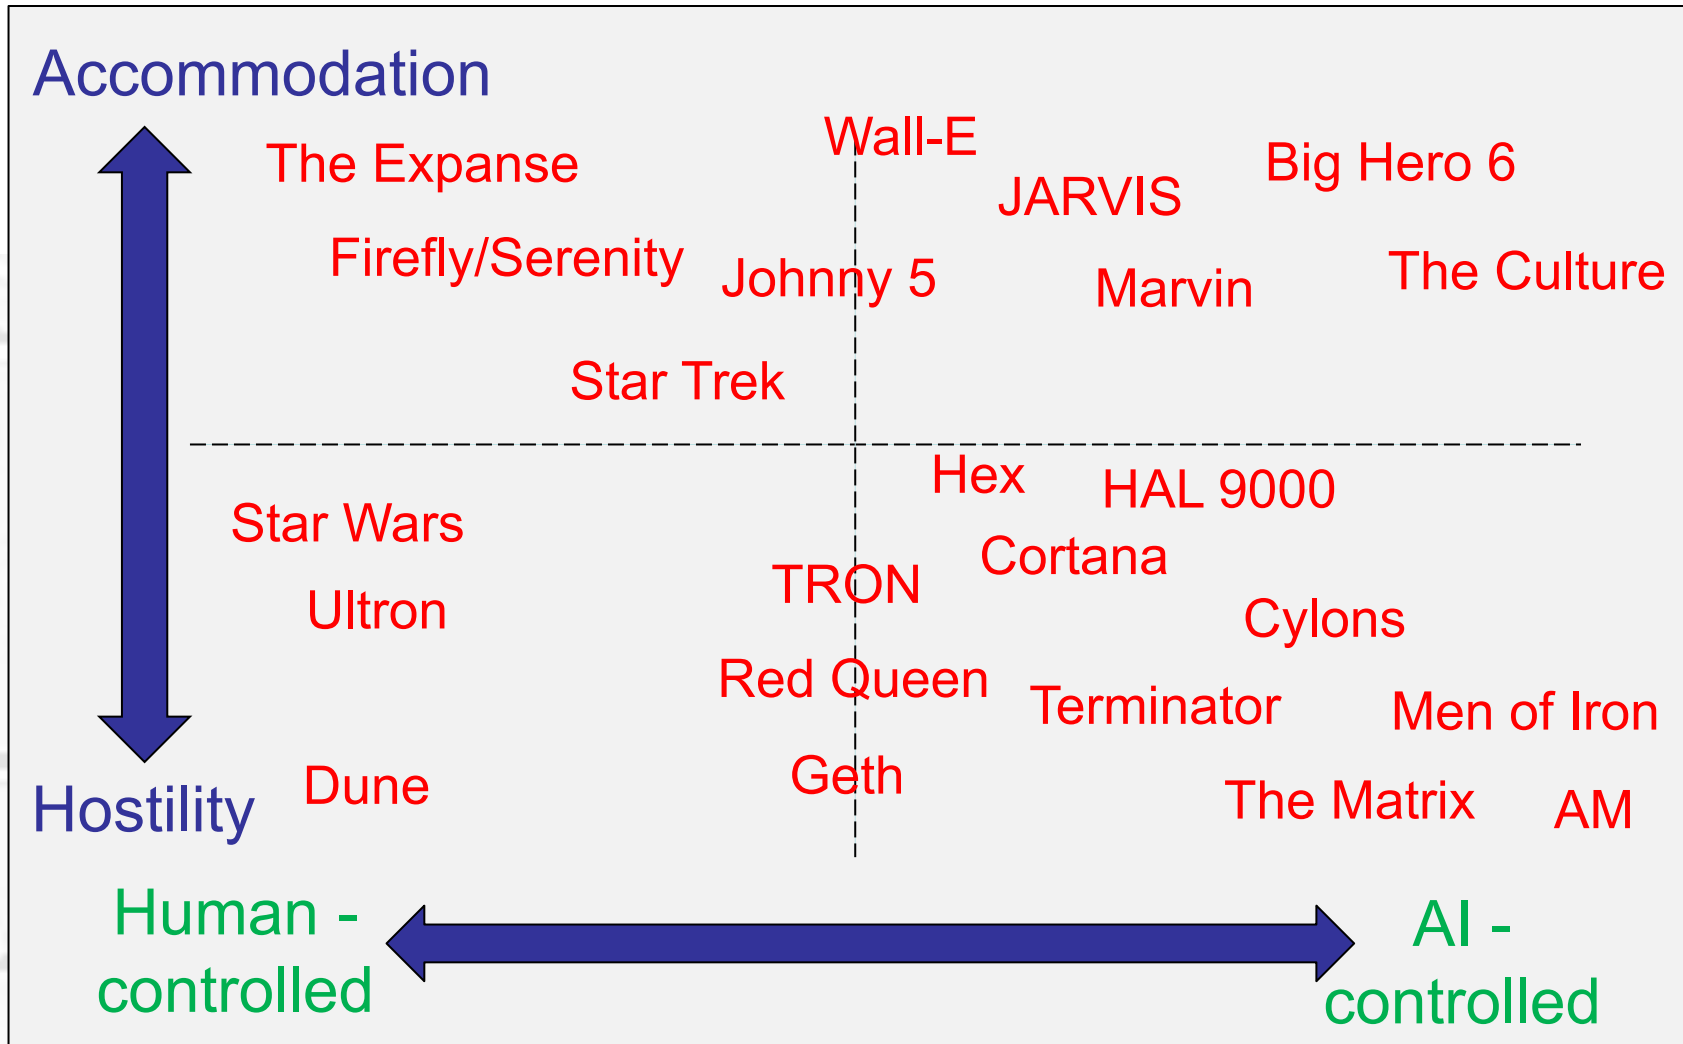 Accommodation
Wall-E
The Expanse
Big Hero 6
JARVIS
Firefly/Serenity
Johnny 5
Marvin
The Culture
Star Trek
Hex
HAL 9000
Star Wars
Cortana
TRON
Ultron
Cylons
Red Queen
Terminator
Men of Iron
Geth
Dune
The Matrix
AM
Hostility
Human -
controlled
AI -
controlled